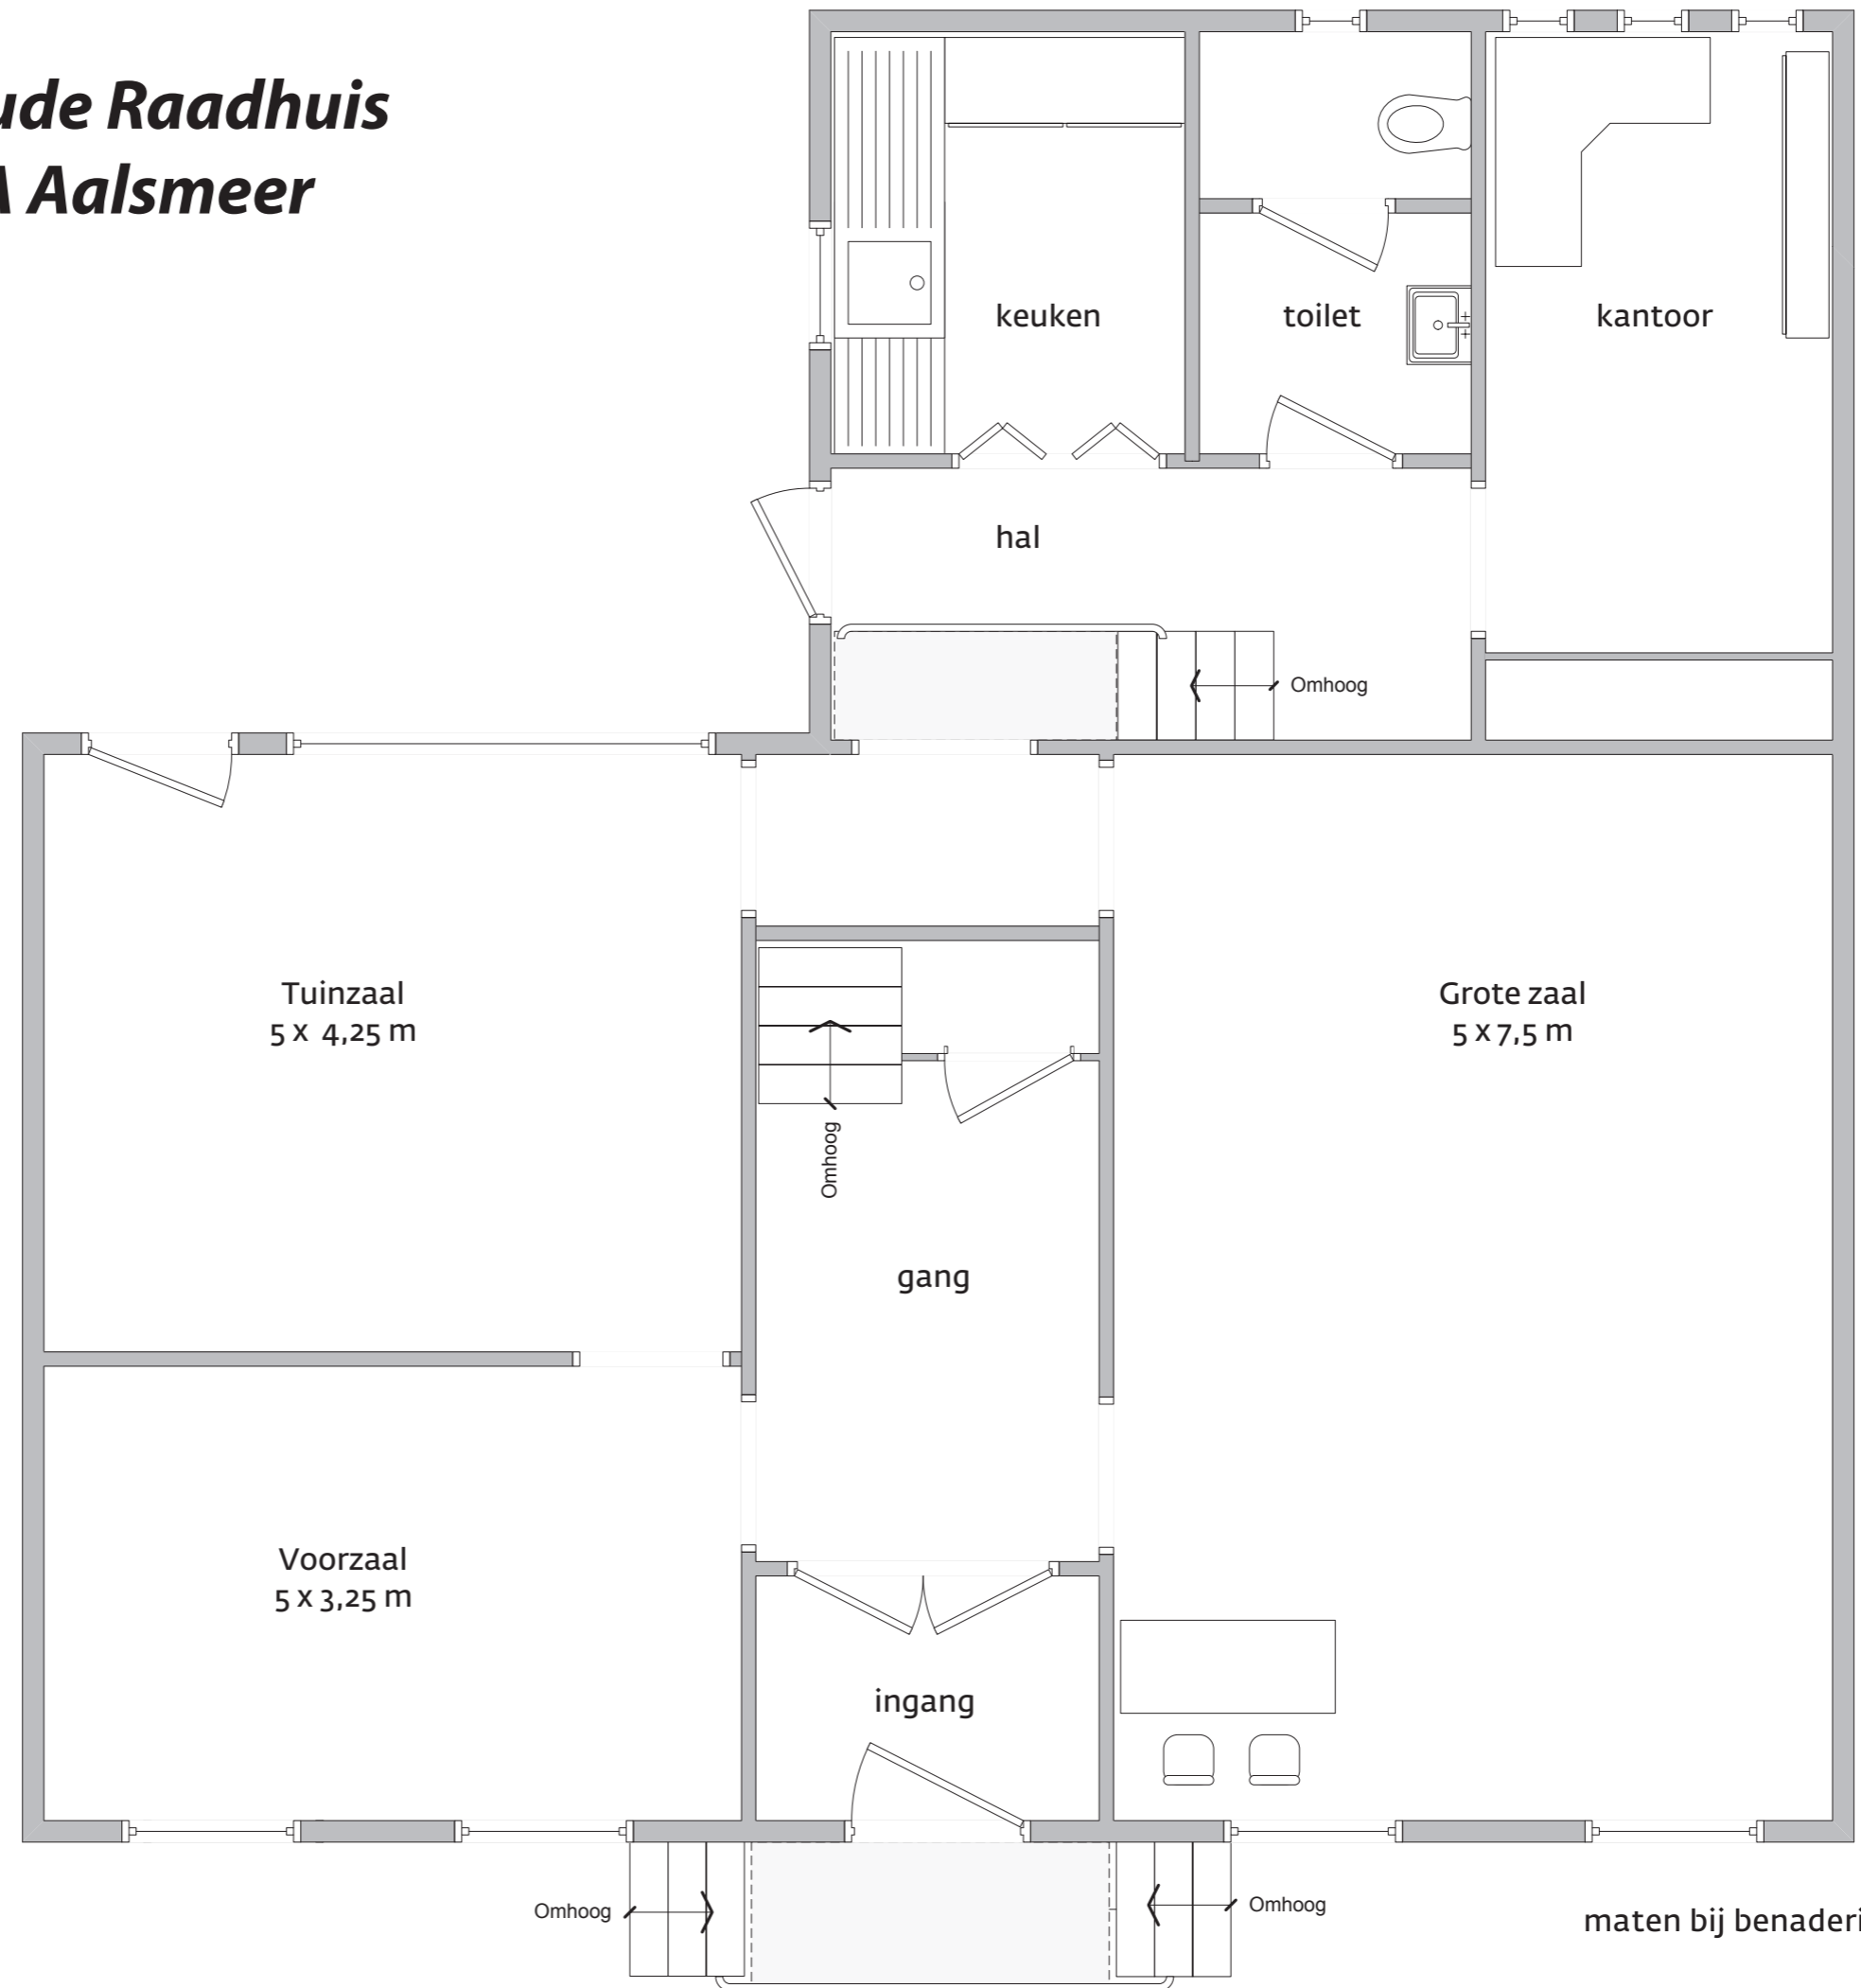 ude Raadhuis
A Aalsmeer
keuken
toilet
kantoor
hal
Omhoog
Tuinzaal
5 x 4,25 m
Grote zaal
5 x 7,5 m
Omhoog
gang
Voorzaal
5 x 3,25 m
ingang
Omhoog
Omhoog
maten bij benaderi